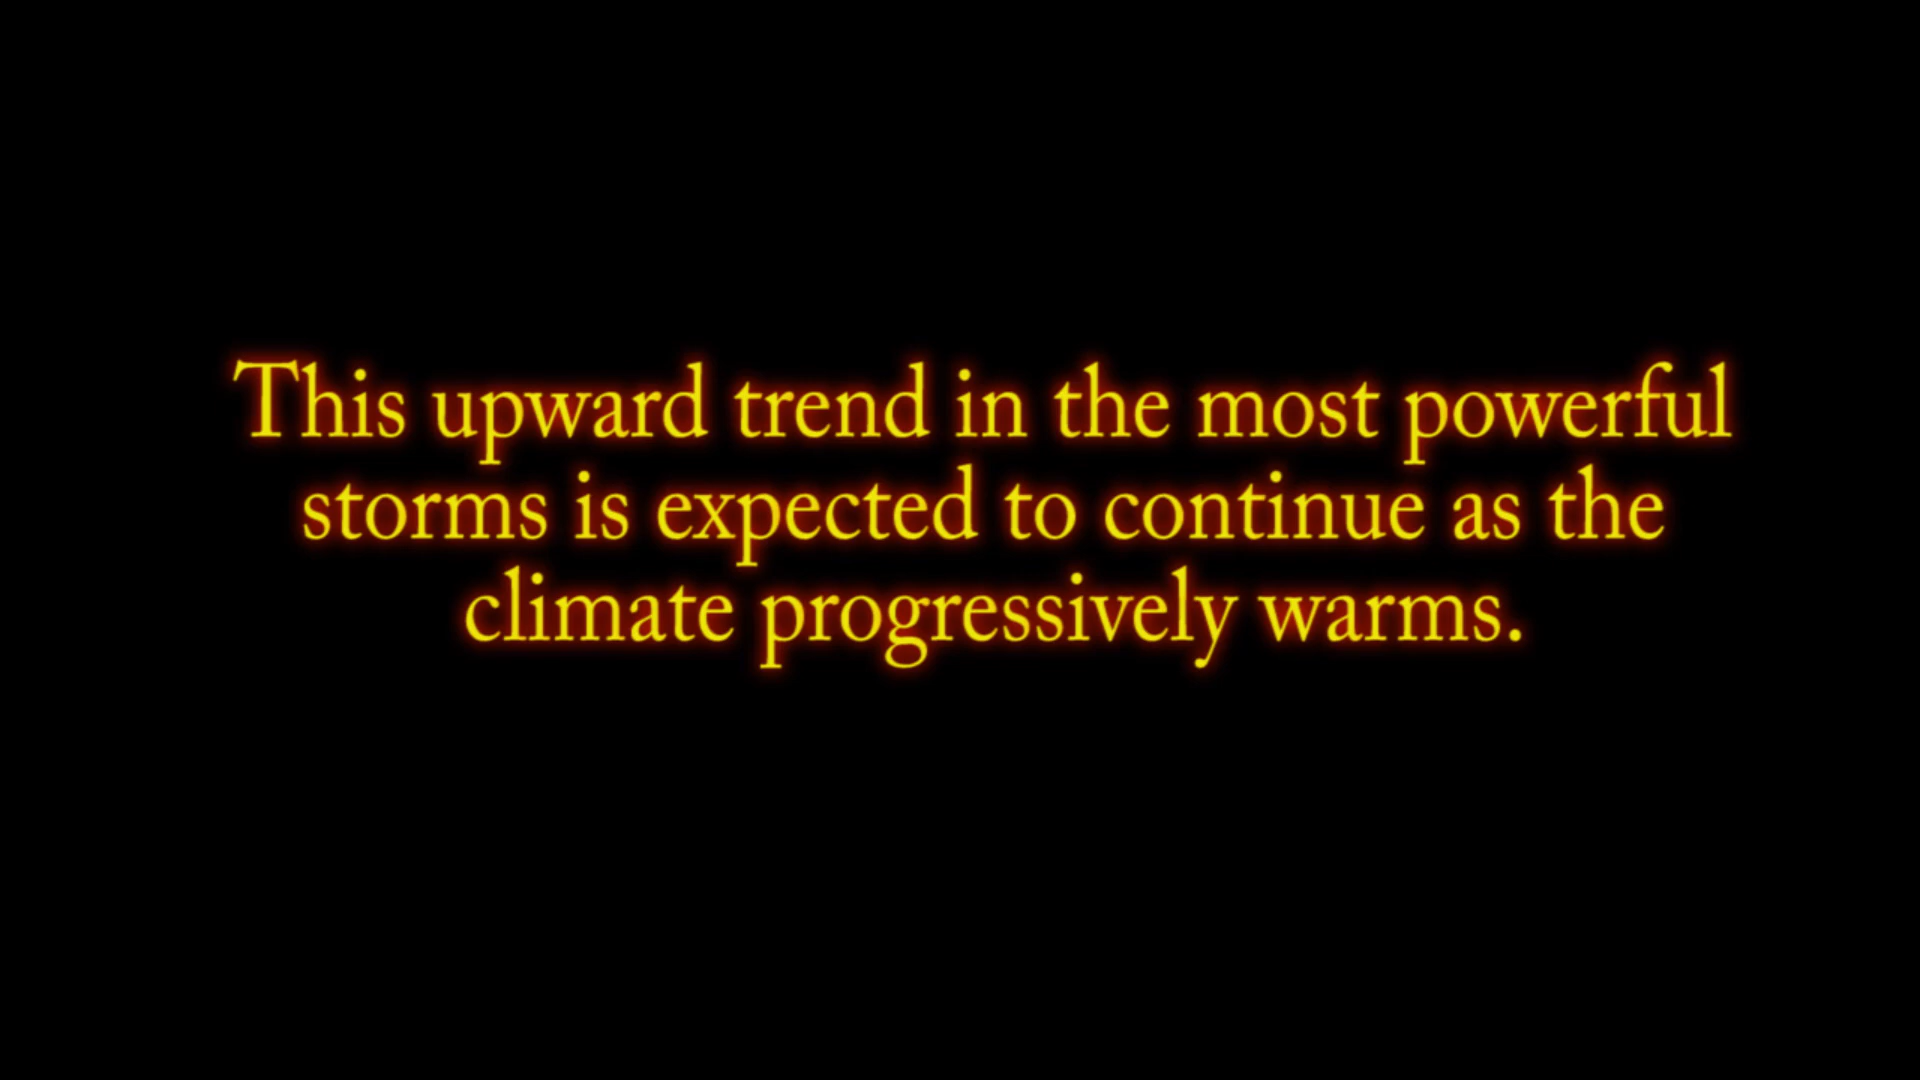 This upward trend in the most powerful
storms is expected to continue as the
climate progressively warms.